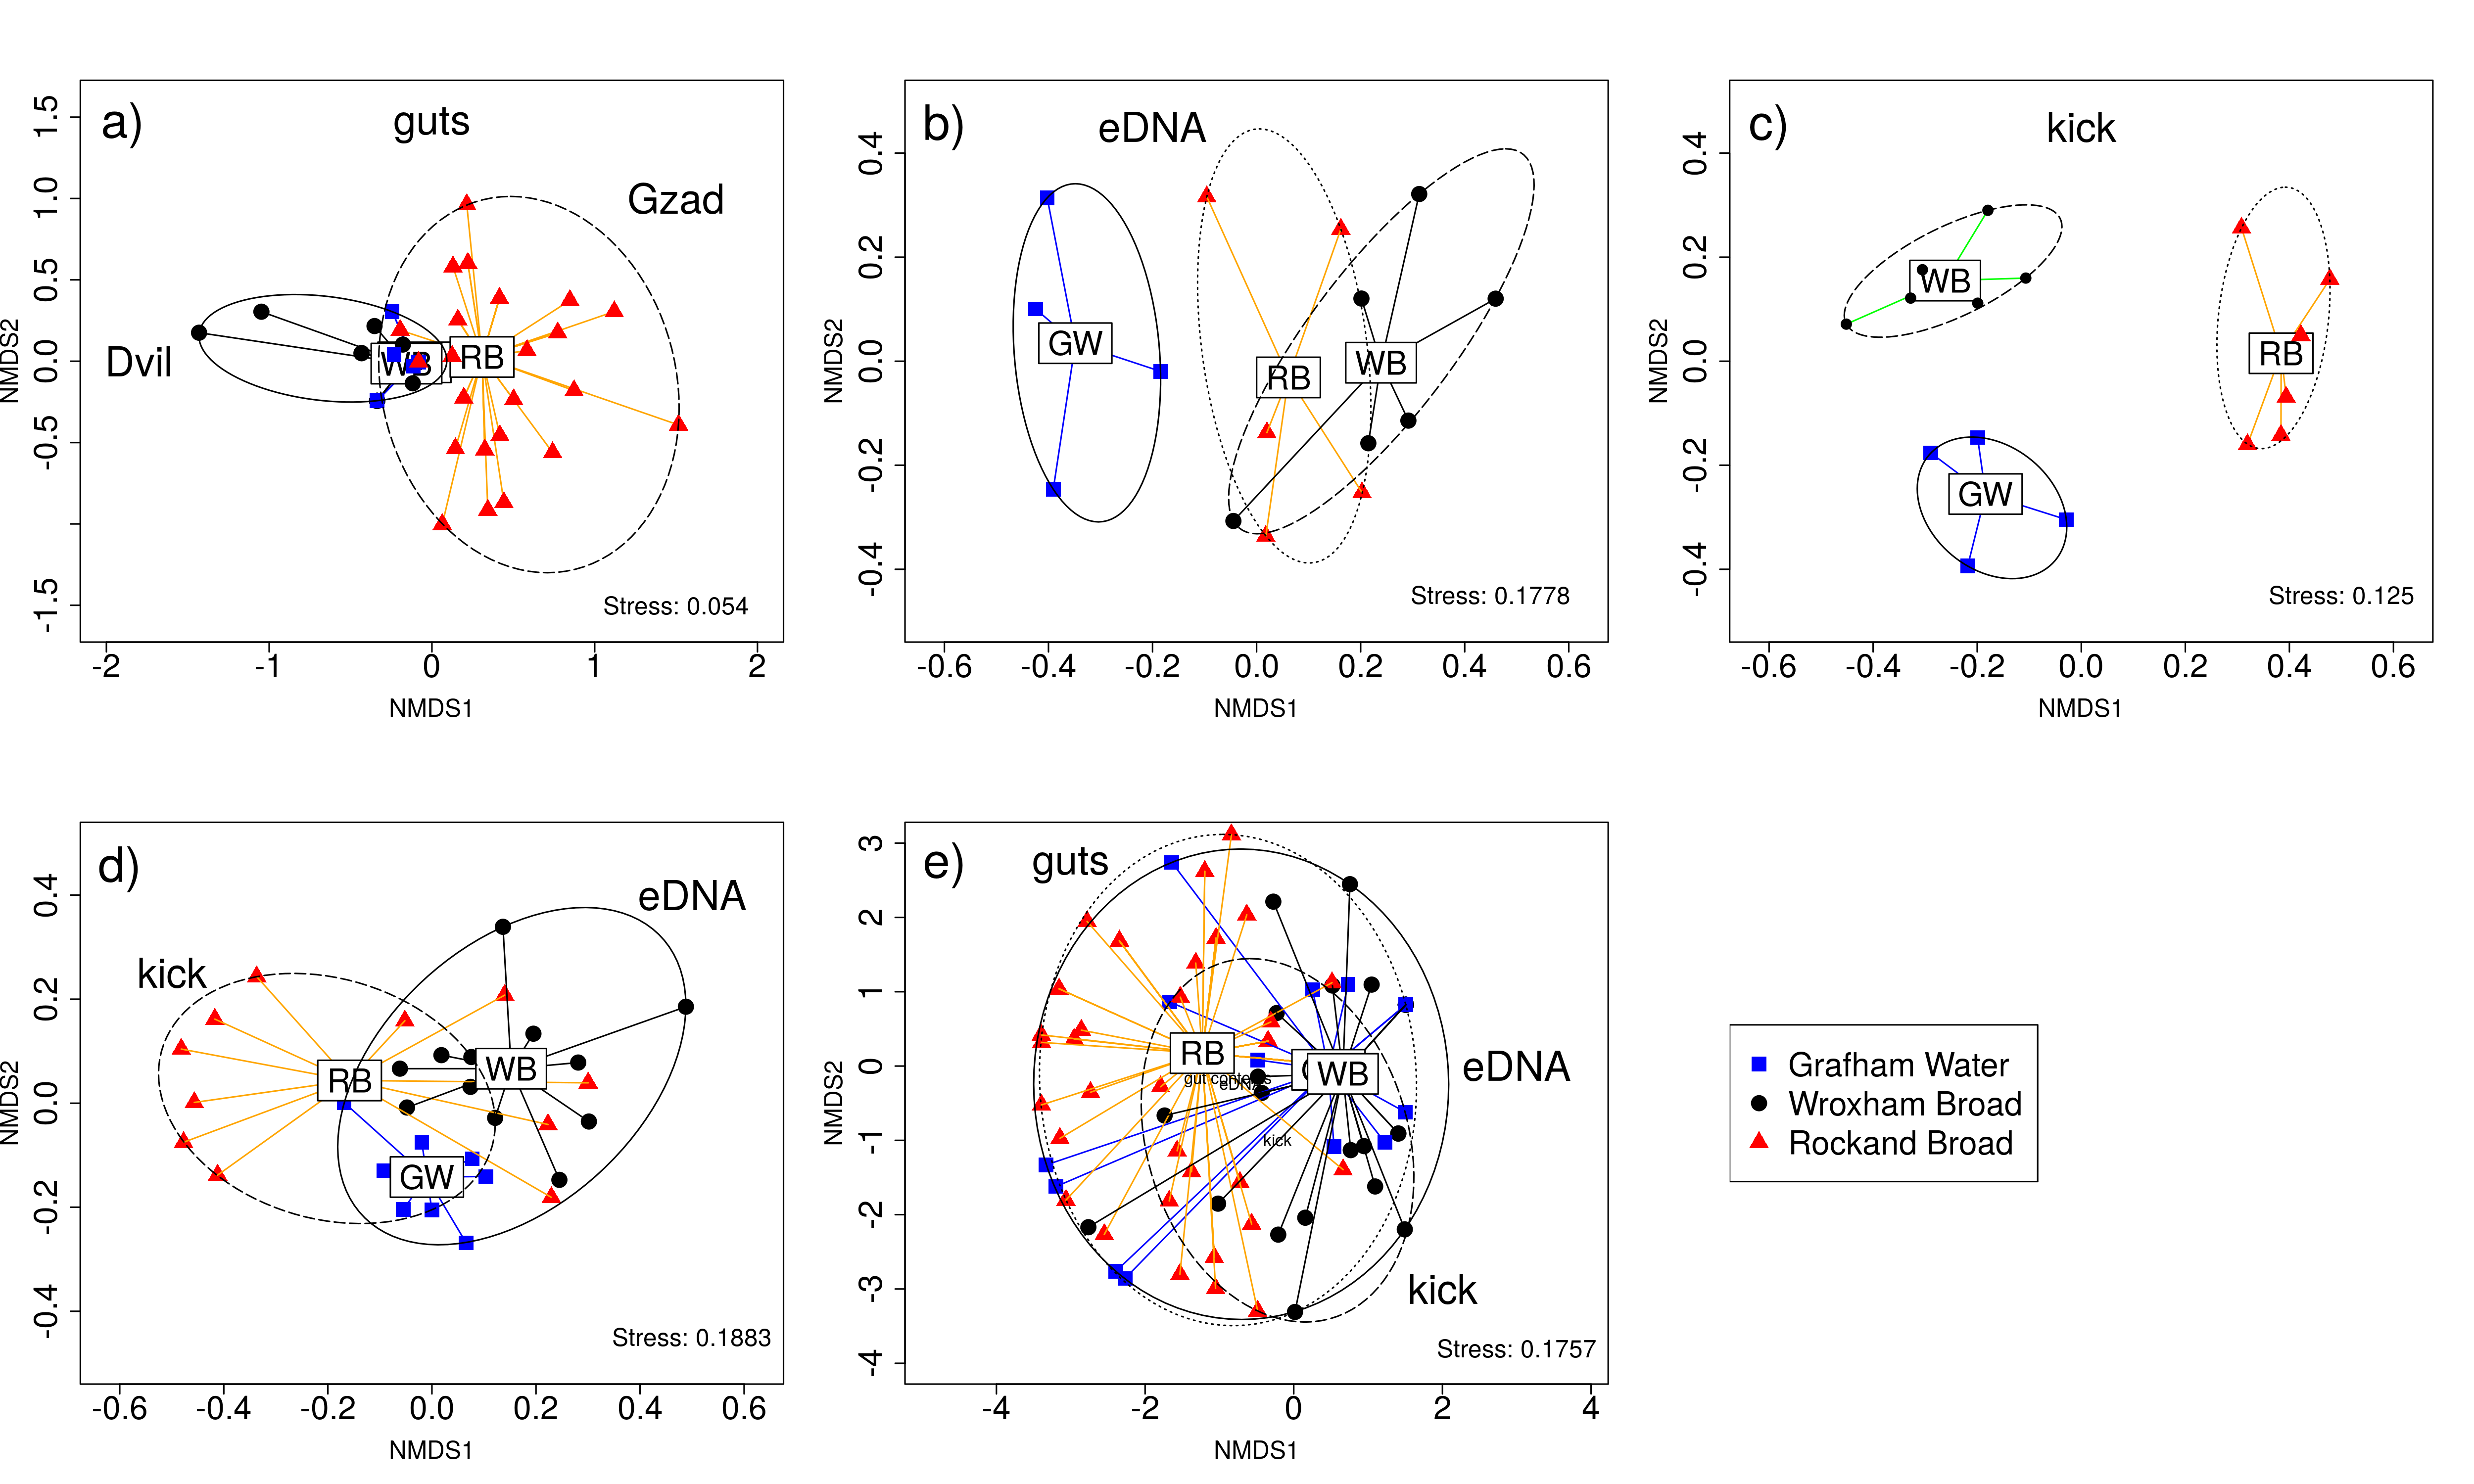 a)
guts
Gzad
Dvil
WB
RB
Stress: 0.054
NMDS2
1.5
1.0
0.5
0.0
-0.5
-1.5
-2
-1
0
1
2
NMDS1
b)
eDNA
GW
RB
WB
Stress: 0.1778
NMDS2
0.4
0.2
0.0
-0.2
-0.4
-0.6
-0.4
-0.2
0.0
0.2
0.4
0.6
NMDS1
c)
kick
WB
RB
GW
Stress: 0.125
NMDS2
0.4
0.2
0.0
-0.2
-0.4
-0.6
-0.4
-0.2
0.0
0.2
0.4
0.6
NMDS1
d)
eDNA
kick
RB
WB
GW
Stress: 0.1883
NMDS2
0.4
0.2
0.0
-0.2
-0.4
-0.6
-0.4
-0.2
0.0
0.2
0.4
0.6
NMDS1
e)
guts
RB
WB
eDNA
eDNA
kick
kick
Stress: 0.1757
NMDS2
3
2
1
0
-1
-2
-3
-4
-4
-2
0
2
4
NMDS1
Grafham Water
Wroxham Broad
Rockand Broad